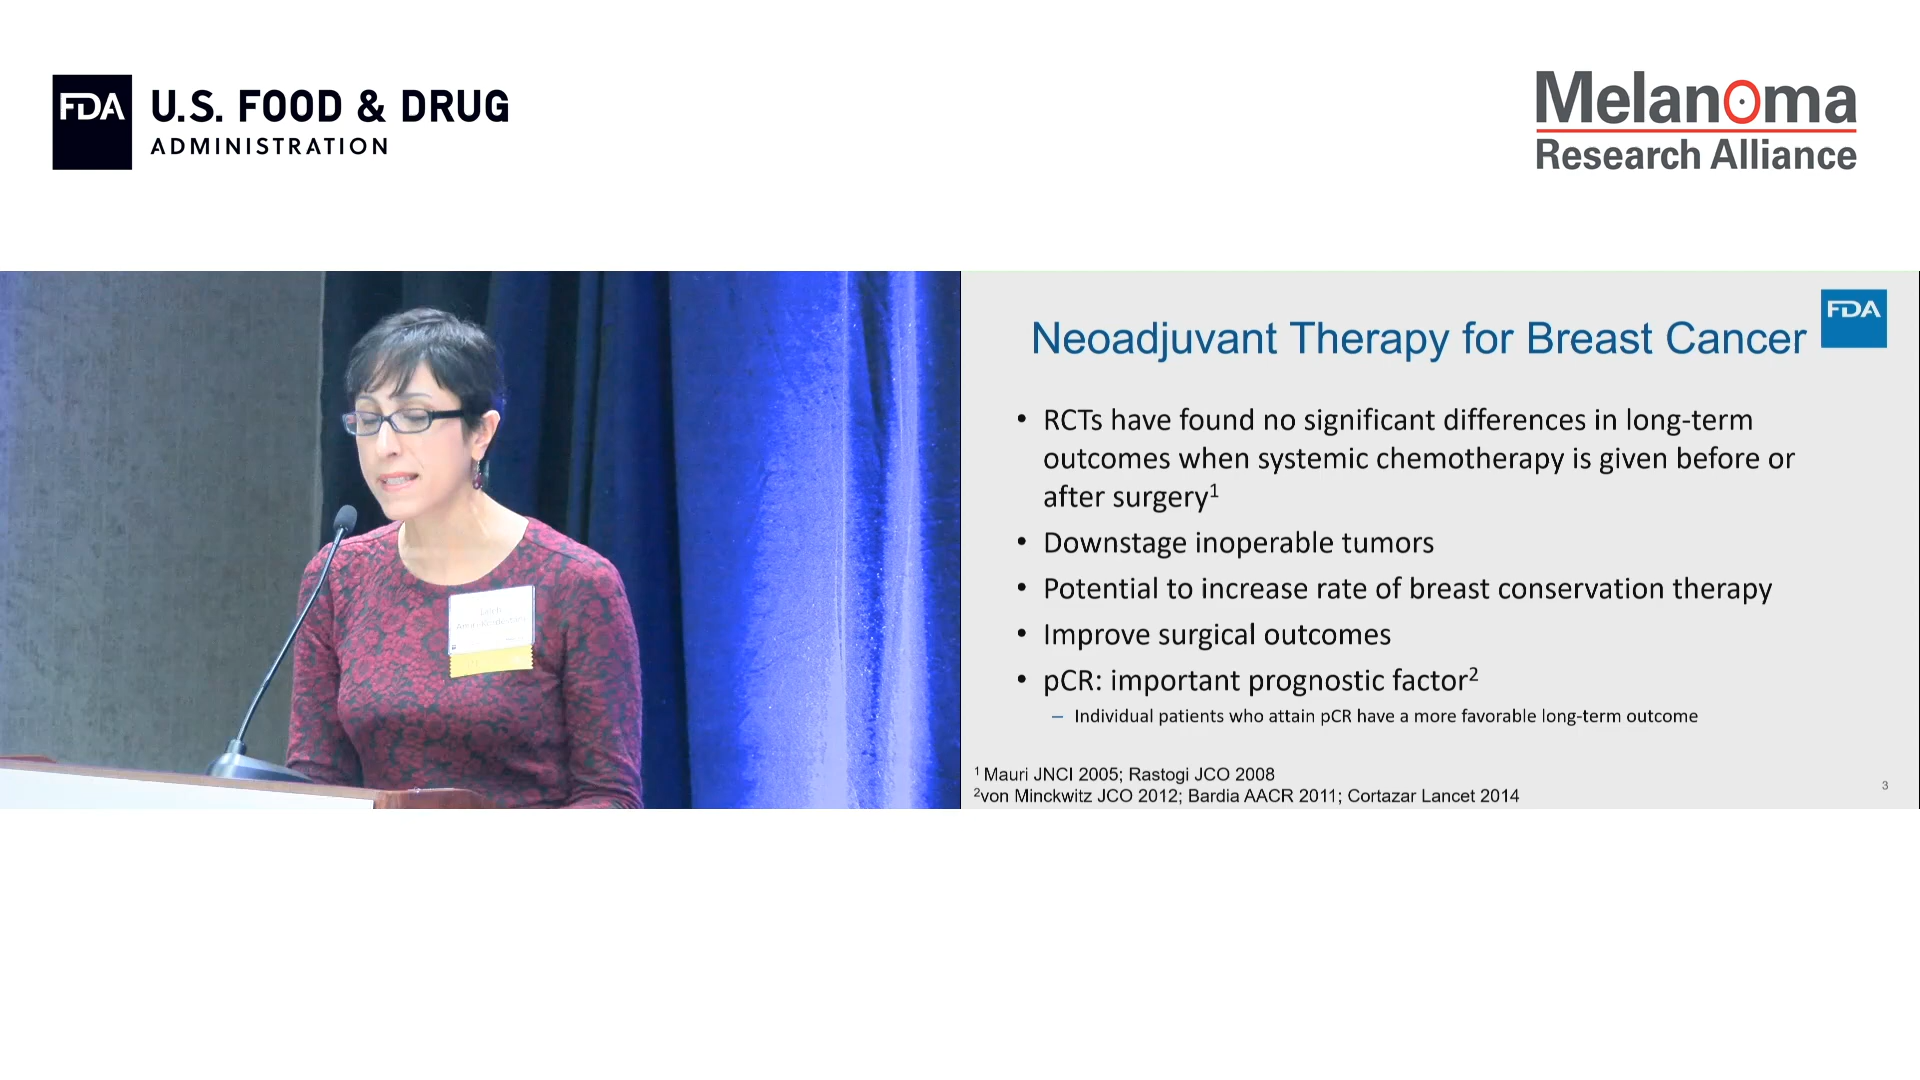 FDA U.S. FOOD & DRUG
ADMINISTRATION
Melanoma
Research Alliance
FDA
Neoadjuvant Therapy for Breast Cancer
• RCTs have found no significant differences in long-term
outcomes when systemic chemotherapy is given before or
after surgery¹
• Downstage inoperable tumors
• Potential to increase rate of breast conservation therapy
• Improve surgical outcomes
• pCR: important prognostic factor²
– Individual patients who attain pCR have a more favorable long-term outcome
¹ Mauri JNCI 2005; Rastogi JCO 2008
²von Minckwitz JCO 2012; Bardia AACR 2011; Cortazar Lancet 2014
3